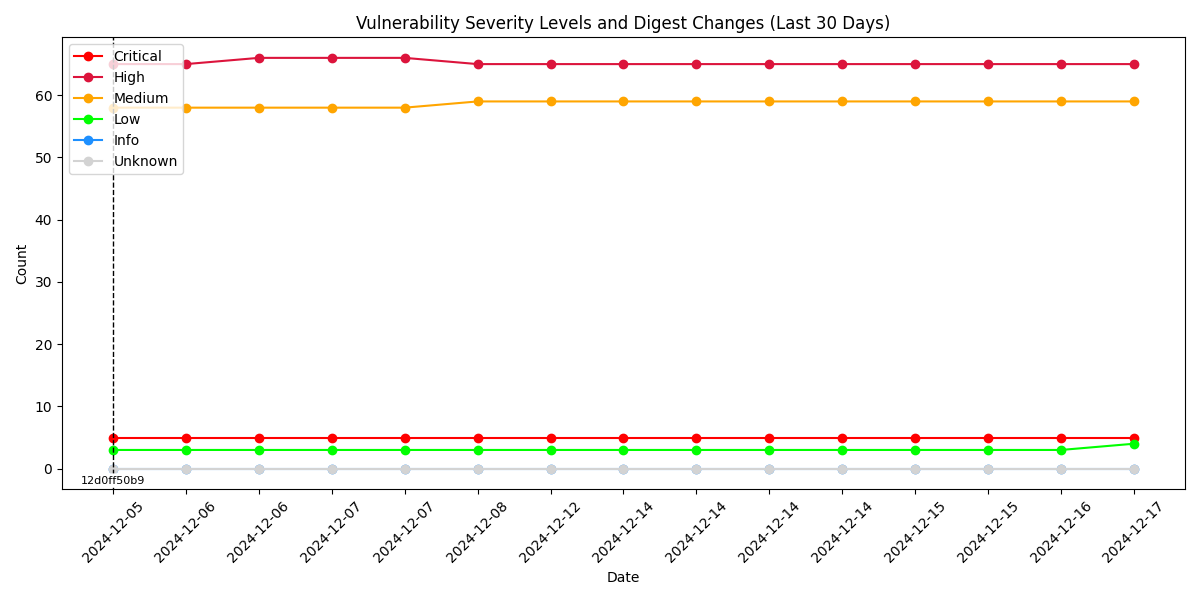 Vulnerability Severity Levels and Digest Changes (Last 30 Days)
Critical
High
Medium
Low
Info
Unknown
60
50
40
30
20
10
0
Count
12d0ff50b9
2024-12-05
2024-12-06
2024-12-06
2024-12-07
2024-12-07
2024-12-08
2024-12-12
2024-12-14
2024-12-14
2024-12-14
2024-12-14
2024-12-15
2024-12-15
2024-12-16
2024-12-17
Date